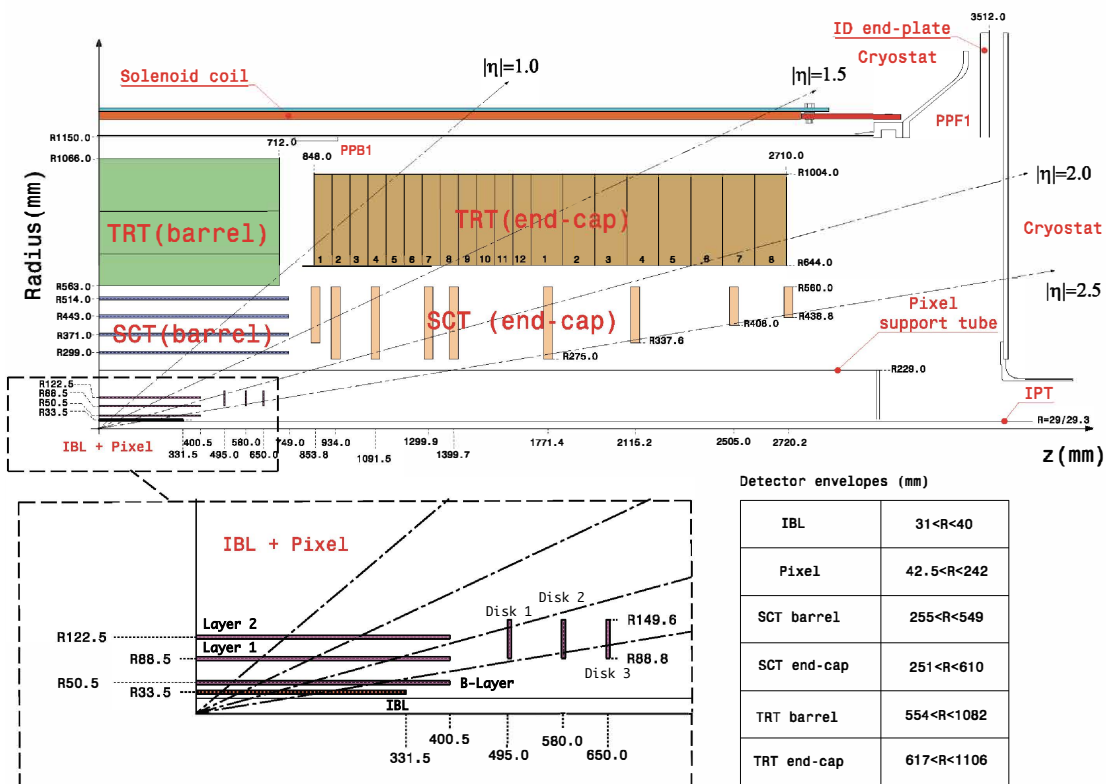 3512.0
ID end-plate
Cryostat
|η|=1.0
|η|=1.5
Solenoid coil
PPF1
R1150.0
712.0
PPB1
R1066.0
848.0
2710.0
R1004.0
|η|=2.0
Radius(mm)
TRT(barrel)
TRT(end-cap)
Cryostat
1 2 3 4 5 6 7 8 9 10 11 12 1 2 3 4 5 6 7 8
R644.0
R563.0
R560.0
R514.0
R438.8
|η|=2.5
R443.0
SCT(barrel)
SCT (end-cap)
R408.0
Pixel
support tube
R371.0
R337.6
R299.0
R275.0
R229.0
R122.5
R88.5
R50.5
R33.5
IPT
R=29/29.3
IBL + Pixel
400.5 580.0 749.0 934.0 1299.9 1771.4 2115.2 2505.0 2720.2
331.5 495.0 650.0 853.8 1091.5 1399.7
z(mm)
Detector envelopes (mm)
IBL 31<R<40
Pixel 42.5<R<242
SCT barrel 255<R<549
SCT end-cap 251<R<610
TRT barrel 554<R<1082
TRT end-cap 617<R<1106
IBL + Pixel
Disk 1
Disk 2
Layer 2
R149.6
R122.5
Layer 1
R88.5
R88.8
Disk 3
R50.5
B-Layer
R33.5
IBL
400.5
331.5
495.0
580.0
650.0